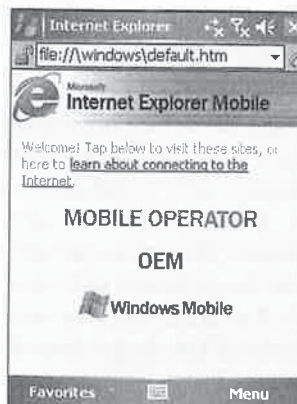 Internet Explorer
file://\windows\default.htm
Microsoft
Internet Explorer Mobile
Welcome! Tap below to visit these sites, or
here to learn about connecting to the
Internet.
MOBILE OPERATOR
OEM
Windows Mobile
Favorites Menu